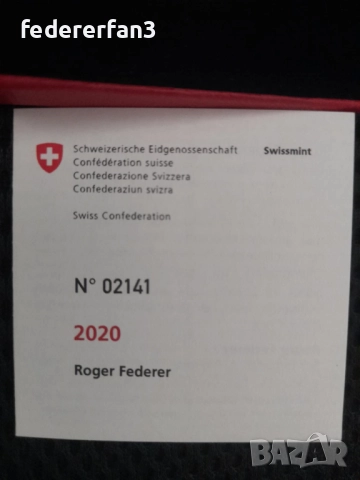 federerfan3
Schweizerische Eidgenossenschaft Swissmint
Confédération suisse
Confederazione Svizzera
Confederaziun svizra
Swiss Confederation
N° 02141
2020
Roger Federer
BAZAR